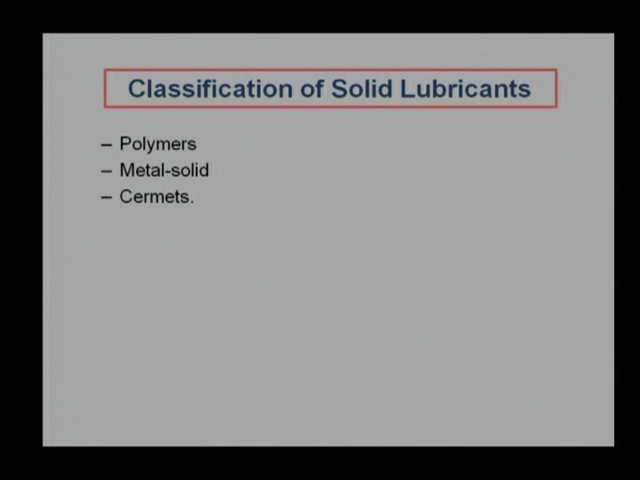 Classification of Solid Lubricants
– Polymers
– Metal-solid
– Cermets.